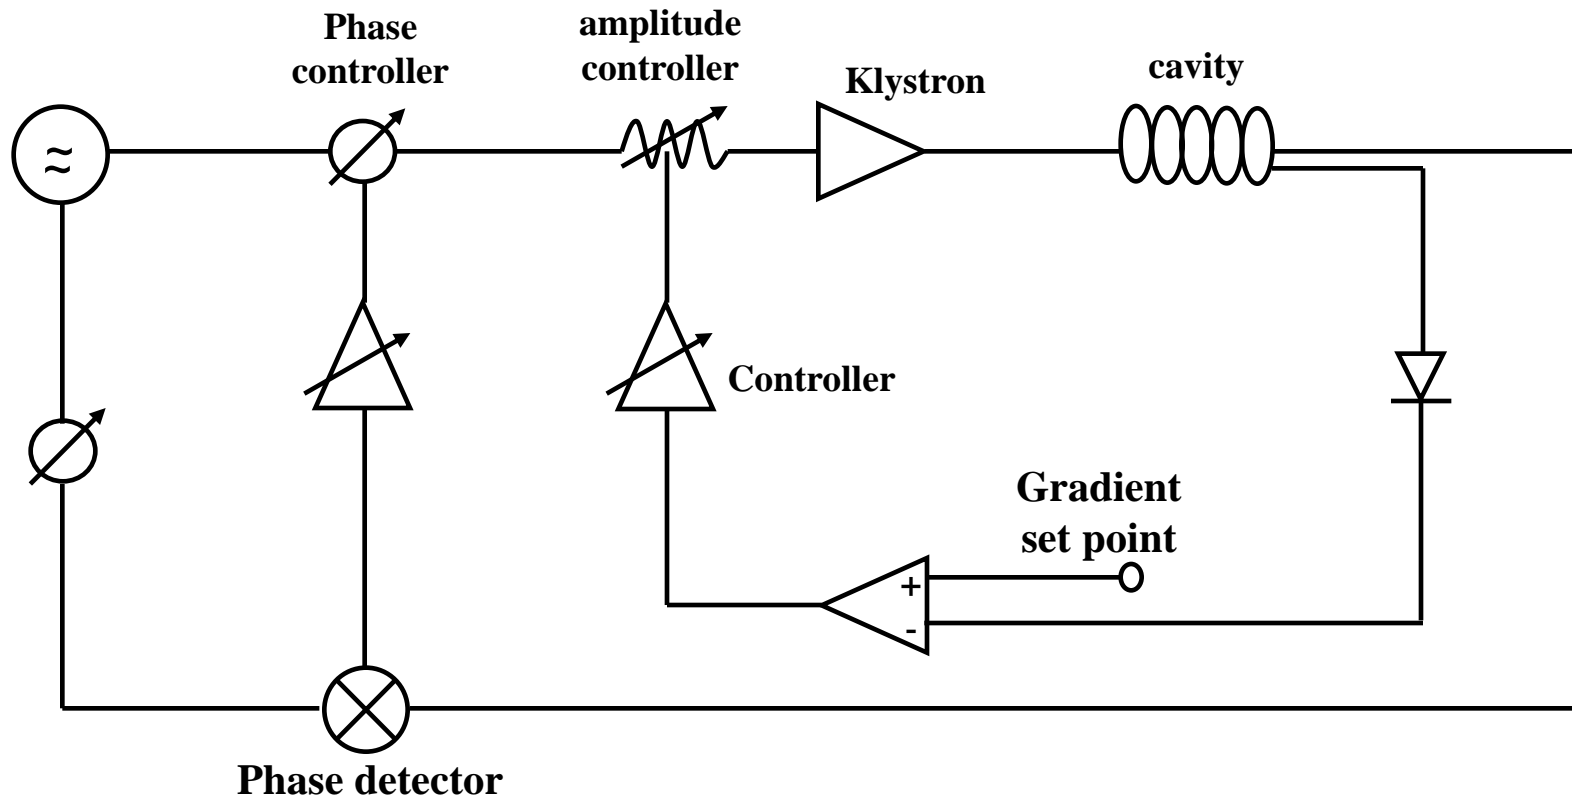 Phase
controller
amplitude
controller
Klystron
cavity
≈
Controller
Gradient
set point
+
-
Phase detector